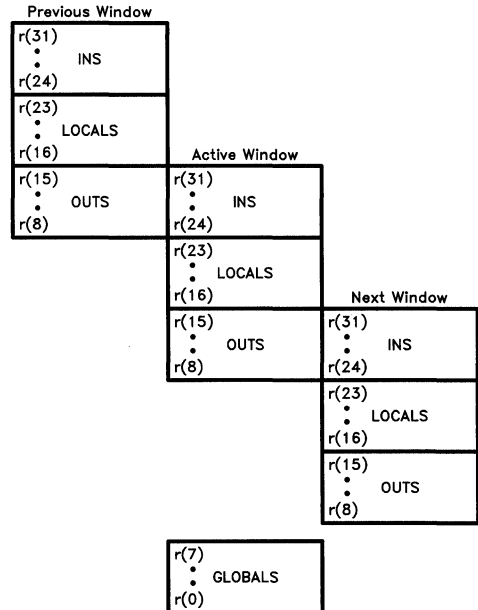 Previous Window
r(31)
INS
r(24)
r(23)
LOCALS
r(16)
Active Window
r(15)
OUTS
r(8)
r(31)
INS
r(24)
r(23)
LOCALS
r(16)
Next Window
r(15)
OUTS
r(8)
r(31)
INS
r(24)
r(23)
LOCALS
r(16)
r(15)
OUTS
r(8)
r(7)
GLOBALS
r(0)